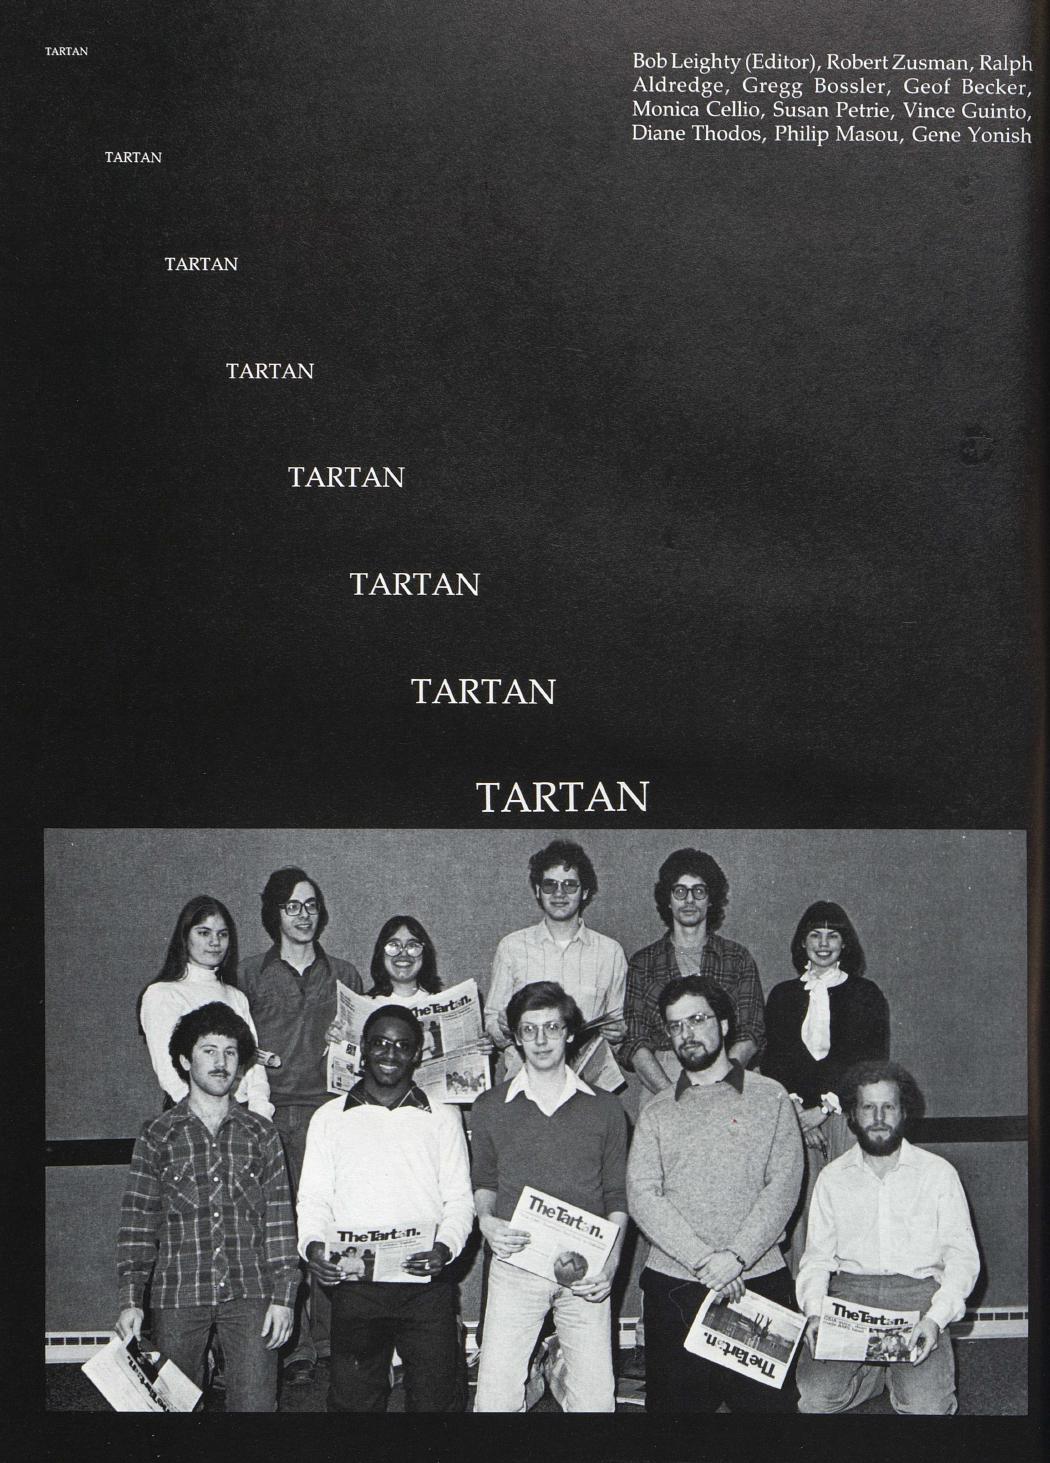 TARTAN
Bob Leighty (Editor), Robert Zusman, Ralph
Aldredge, Gregg Bossler, Geof Becker,
Monica Cellio, Susan Petrie, Vince Guinto,
Diane Thodos, Philip Masou, Gene Yonish
TARTAN
TARTAN
TARTAN
TARTAN
TARTAN
TARTAN
TARTAN
The Tartan.
The Tartan.
The Tartan.
The Tartan.
The Tartan.
The Tartan.